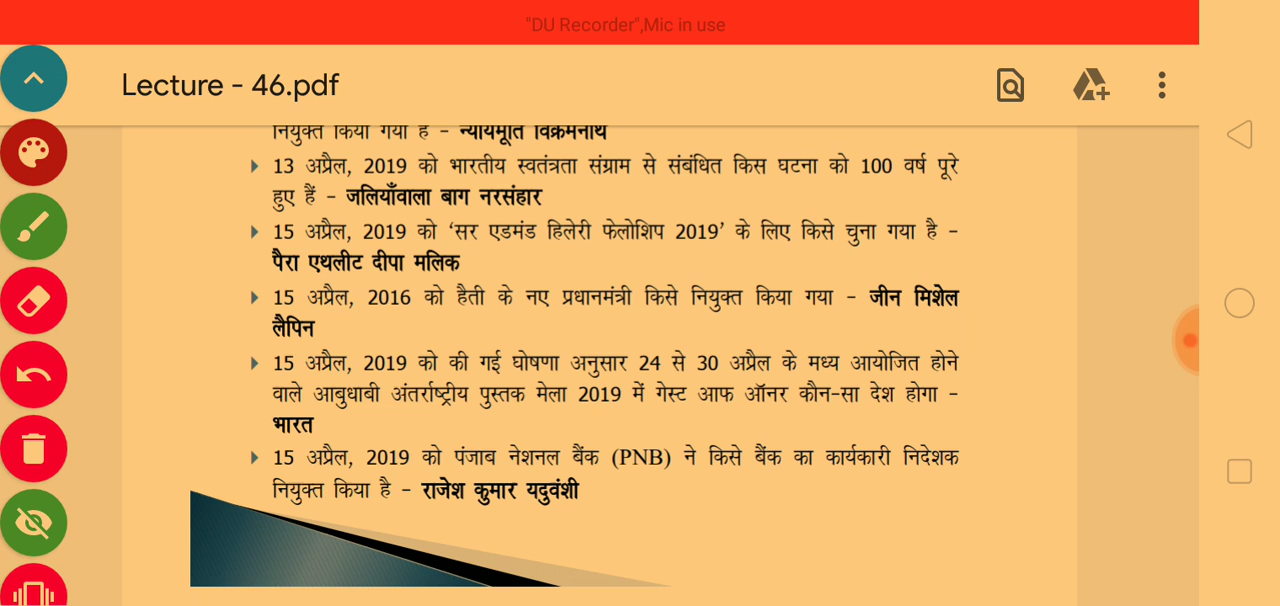 "DU Recorder",Mic in use
Lecture - 46.pdf
नियुक्त किया गया है - न्यायमूर्ति विक्रमनाथ
13 अप्रैल, 2019 को भारतीय स्वतंत्रता संग्राम से संबंधित किस घटना को 100 वर्ष पूरे
हुए हैं - जलियाँवाला बाग नरसंहार
15 अप्रैल, 2019 को ‘सर एडमंड हिलेरी फेलोशिप 2019’ के लिए किसे चुना गया है -
पैरा एथलीट दीपा मलिक
15 अप्रैल, 2016 को हैती के नए प्रधानमंत्री किसे नियुक्त किया गया - जीन मिशेल
लैपिन
15 अप्रैल, 2019 को की गई घोषणा अनुसार 24 से 30 अप्रैल के मध्य आयोजित होने
वाले आबुधाबी अंतर्राष्ट्रीय पुस्तक मेला 2019 में गेस्ट आफ ऑनर कौन-सा देश होगा -
भारत
15 अप्रैल, 2019 को पंजाब नेशनल बैंक (PNB) ने किसे बैंक का कार्यकारी निदेशक
नियुक्त किया है - राजेश कुमार यदुवंशी